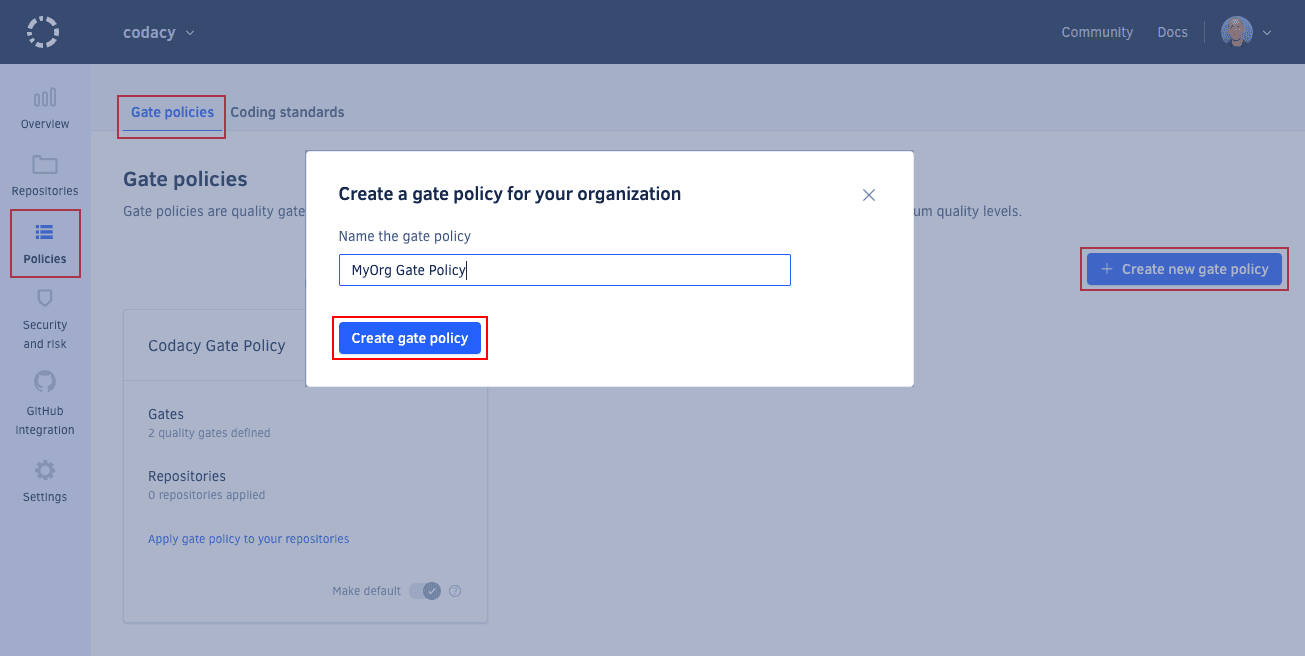 codacy
Community
Docs
Overview
Repositories
Policies
Security
and risk
GitHub
Integration
Settings
Gate policies
Coding standards
Gate policies
Gate policies are quality gate
um quality levels.
+ Create new gate policy
Create a gate policy for your organization
Name the gate policy
MyOrg Gate Policy
Create gate policy
Codacy Gate Policy
Gates
2 quality gates defined
Repositories
0 repositories applied
Apply gate policy to your repositories
Make default
?